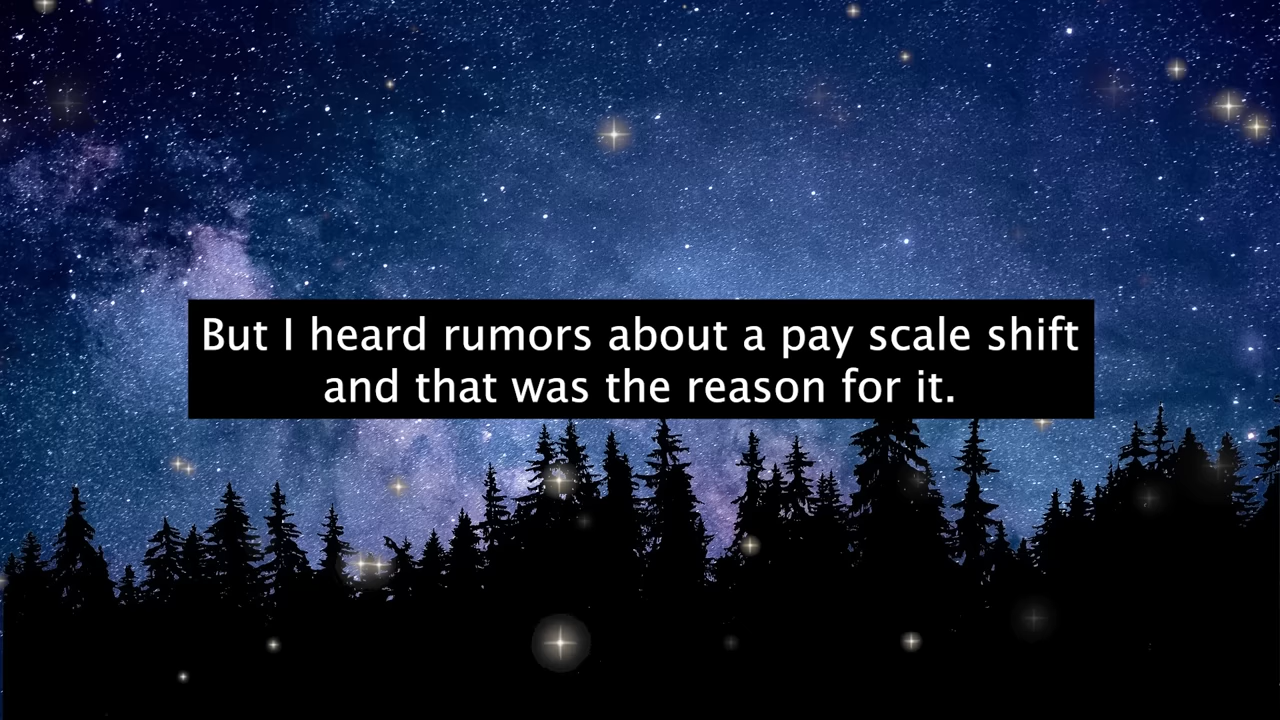 But I heard rumors about a pay scale shift
and that was the reason for it.